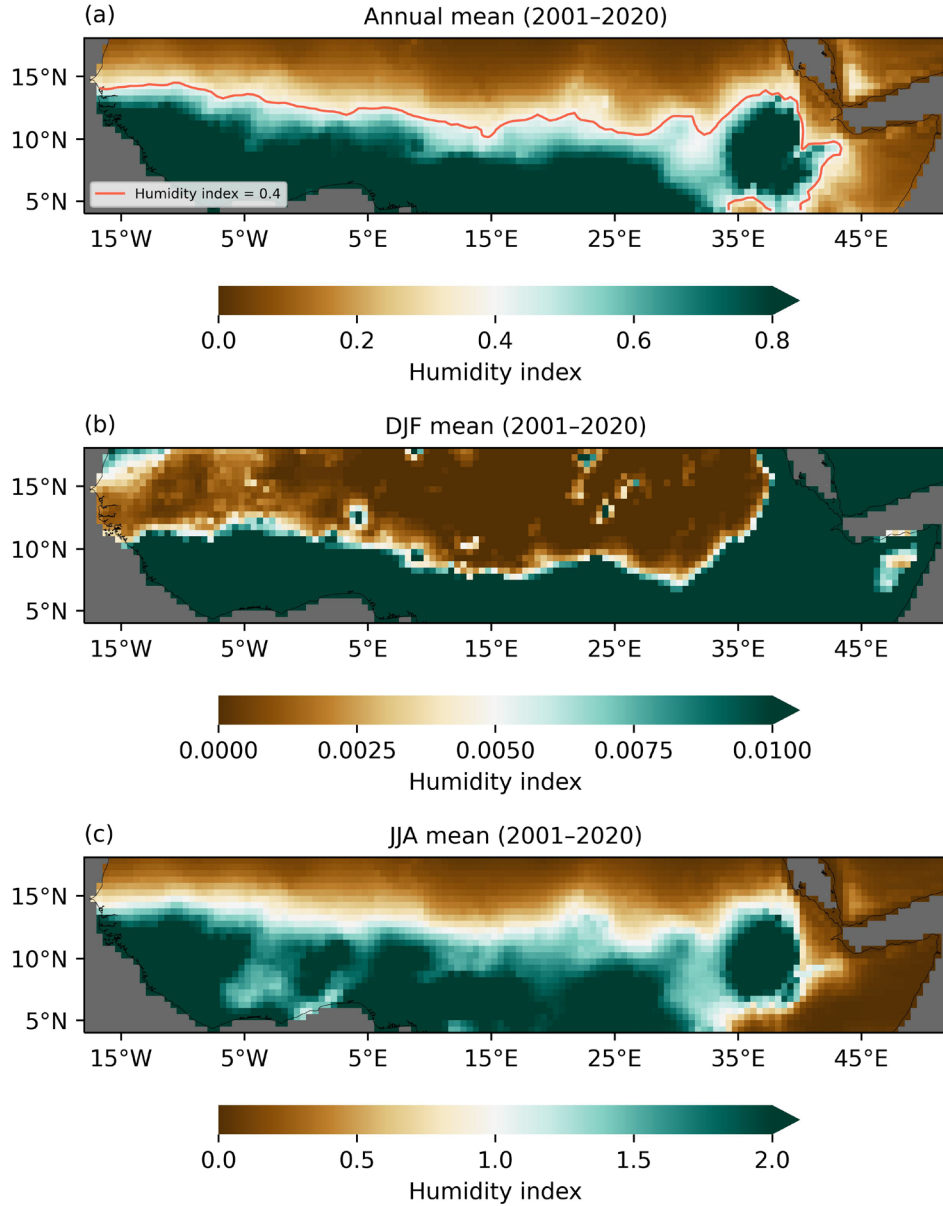 (a)
Annual mean (2001–2020)
15°N
10°N
5°N
Humidity index = 0.4
15°W
5°W
5°E
15°E
25°E
35°E
45°E
0.0
0.2
0.4
0.6
0.8
Humidity index
(b)
DJF mean (2001–2020)
15°N
10°N
5°N
15°W
5°W
5°E
15°E
25°E
35°E
45°E
0.0000
0.0025
0.0050
0.0075
0.0100
Humidity index
(c)
JJA mean (2001–2020)
15°N
10°N
5°N
15°W
5°W
5°E
15°E
25°E
35°E
45°E
0.0
0.5
1.0
1.5
2.0
Humidity index